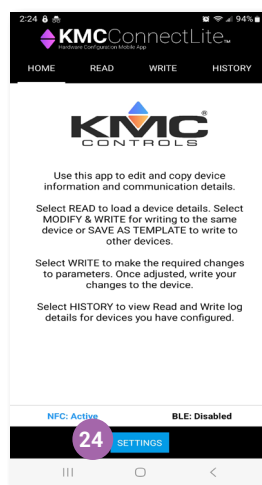 2:24 94%
KMCConnectLite™
Hardware Configuration Mobile App
HOME READ WRITE HISTORY
KMC®
CONTROLS
Use this app to edit and copy device
information and communication details.
Select READ to load a device details. Select
MODIFY & WRITE for writing to the same
device or SAVE AS TEMPLATE to write to
other devices.
Select WRITE to make the required changes
to parameters. Once adjusted, write your
changes to the device.
Select HISTORY to view Read and Write log
details for devices you have configured.
NFC: Active BLE: Disabled
24 SETTINGS